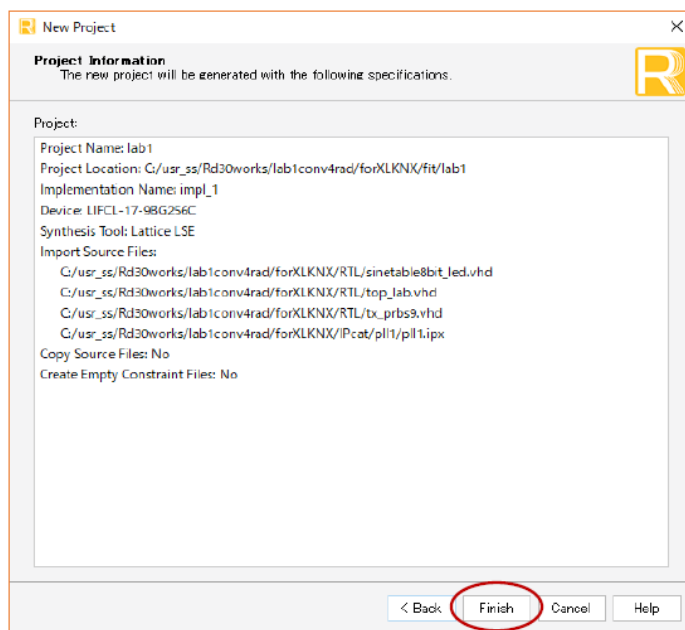 New Project
Project Information
The new project will be generated with the following specifications.
Project:
Project Name: lab1
Project Location: C:/usr_ss/Rd30works/lab1conv4rad/forXLKNX/fit/lab1
Implementation Name: impl_1
Device: LIFCL-17-9BG256C
Synthesis Tool: Lattice LSE
Import Source Files:
C:/usr_ss/Rd30works/lab1conv4rad/forXLKNX/RTL/sinetable8bit_led.vhd
C:/usr_ss/Rd30works/lab1conv4rad/forXLKNX/RTL/top_lab.vhd
C:/usr_ss/Rd30works/lab1conv4rad/forXLKNX/RTL/tx_prbs9.vhd
C:/usr_ss/Rd30works/lab1conv4rad/forXLKNX/IPcat/pll1/pll1.ipx
Copy Source Files: No
Create Empty Constraint Files: No
< Back Finish Cancel Help